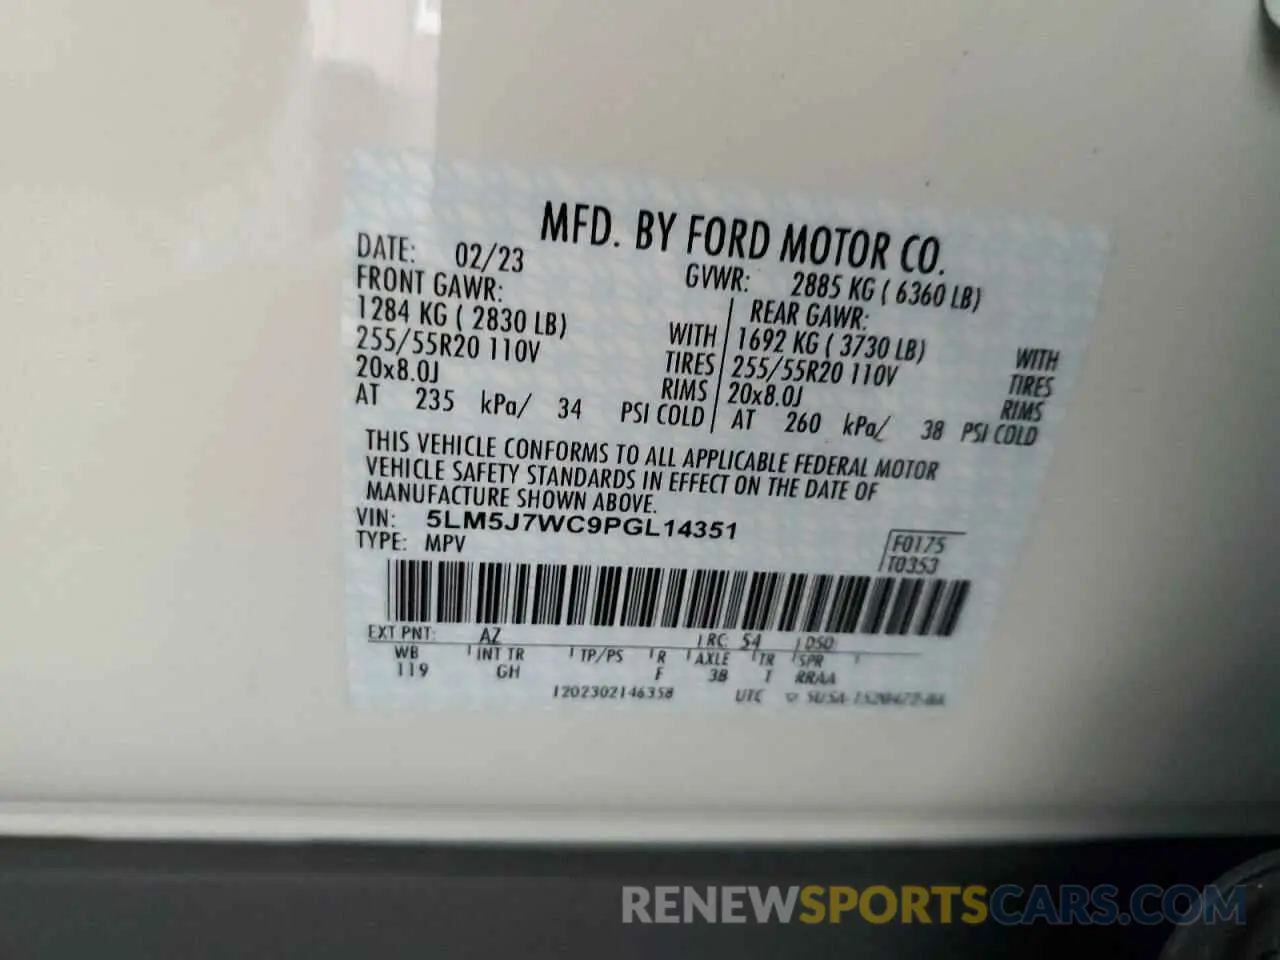 MFD. BY FORD MOTOR CO.
DATE: 02/23 GVWR: 2885 KG ( 6360 LB)
FRONT GAWR: REAR GAWR:
1284 KG ( 2830 LB) WITH 1692 KG ( 3730 LB) WITH
255/55R20 110V TIRES 255/55R20 110V TIRES
20x8.0J RIMS 20x8.0J RIMS
AT 235 kPa/ 34 PSI COLD AT 260 kPa/ 38 PSI COLD
THIS VEHICLE CONFORMS TO ALL APPLICABLE FEDERAL MOTOR
VEHICLE SAFETY STANDARDS IN EFFECT ON THE DATE OF
MANUFACTURE SHOWN ABOVE.
VIN: 5LM5J7WC9PGL14351
TYPE: MPV
F0175
T0353
EXT PNT: AZ RC: 54 DSO:
WB INT TR TP/PS R AXLE TR SPR
119 GH F 3B 1 RRAA
1202302146358 UTC
RENEWSPORTSCARS.COM